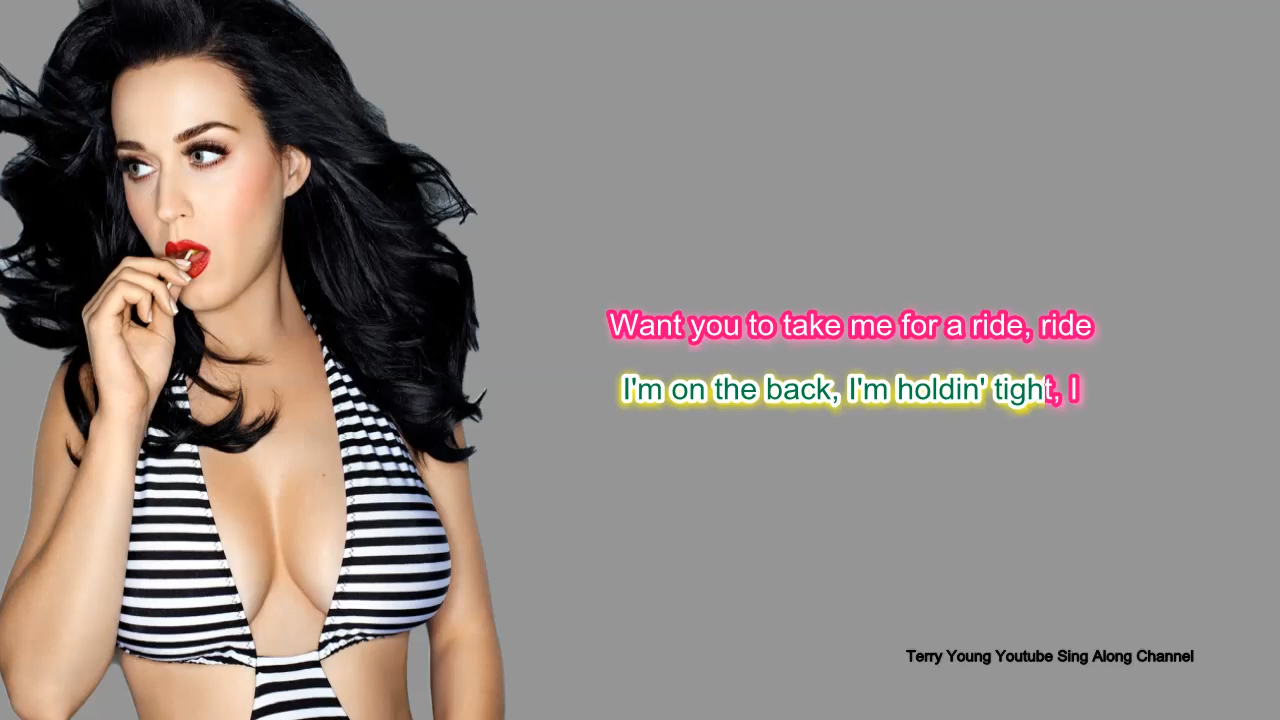 Want you to take me for a ride, ride
I'm on the back, I'm holdin' tight, I
Terry Young Youtube Sing Along Channel